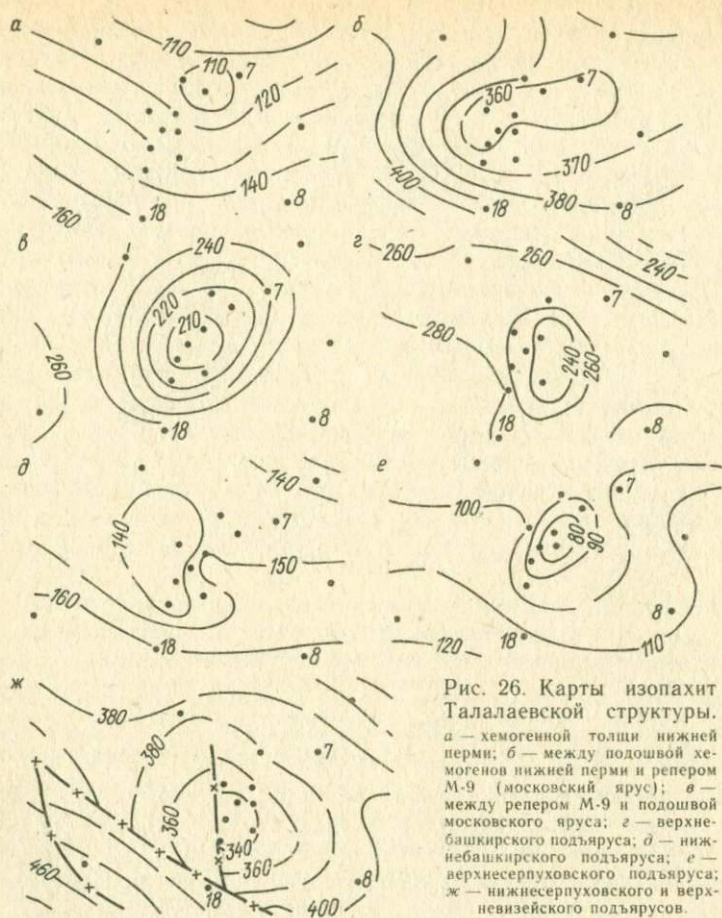 а
110
110
7
120
140
160
18
8
б
360
7
370
400
380
18
8
в
240
220
7
210
260
18
8
г
260
260
240
7
280
240
260
18
8
д
140
140
7
150
160
18
8
е
100
7
80
90
8
120
18
110
ж
380
380
7
360
340
360
460
18
8
400
Рис. 26. Карты изопахит
Талалаевской структуры.
а — хемогенной толщи нижней
перми; б — между подошвой хе-
могенов нижней перми и репером
М-9 (московский ярус); в —
между репером М-9 и подошвой
московского яруса; г — верхне-
башкирского подъяруса; д — ниж-
небашкирского подъяруса; е —
верхнесерпуховского подъяруса;
ж — нижнесерпуховского и верх-
невизейского подъярусов.